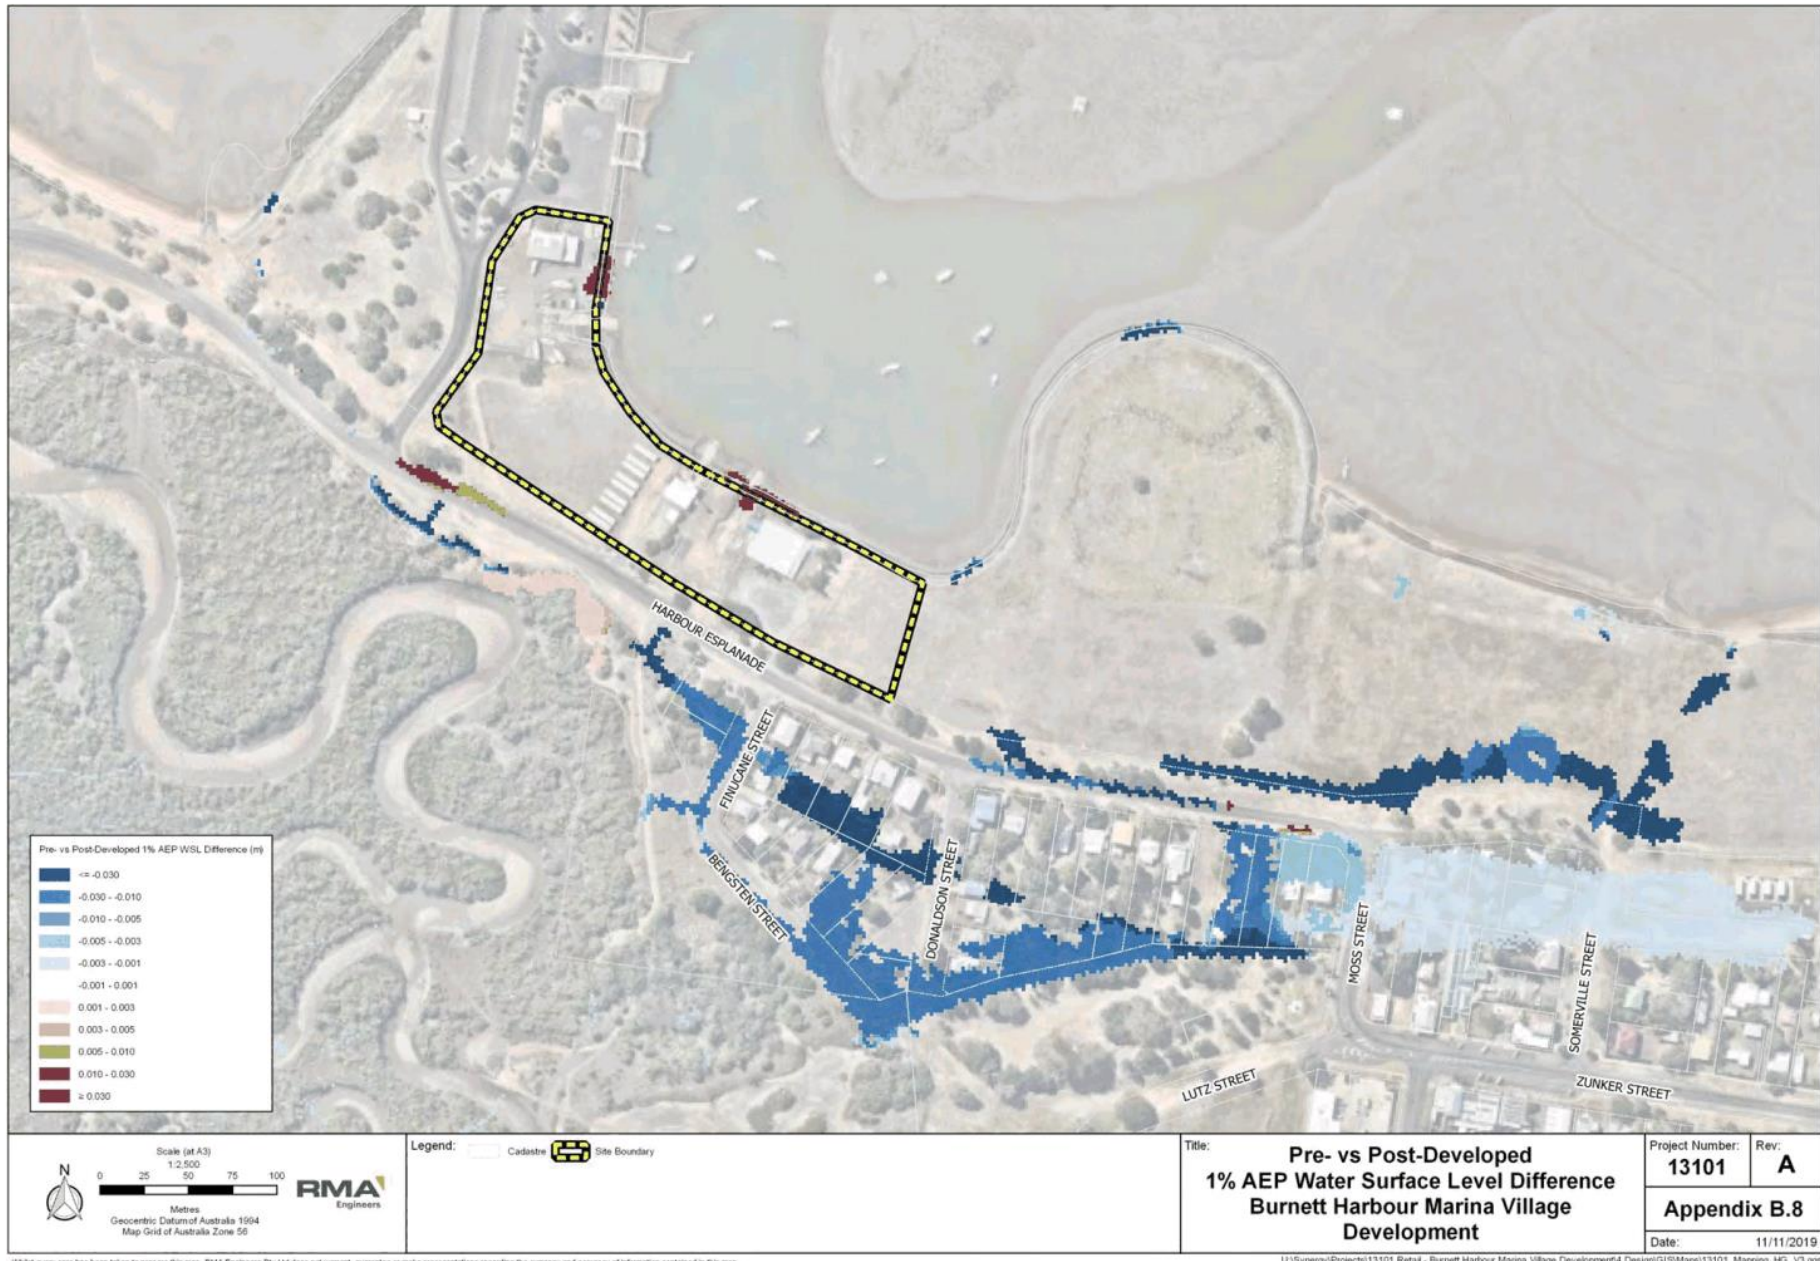 HARBOUR ESPLANADE
FINUCANE STREET
BENGSTEN STREET
DONALDSON STREET
MOSS STREET
SOMERVILLE STREET
LUTZ STREET
ZUNKER STREET
Pre- vs Post-Developed 1% AEP WSL Difference (m)
<= -0.030
-0.030 - -0.010
-0.010 - -0.005
-0.005 - -0.003
-0.003 - -0.001
-0.001 - 0.001
0.001 - 0.003
0.003 - 0.005
0.005 - 0.010
0.010 - 0.030
≥ 0.030
N
Scale (at A3)
1:2,500
0 25 50 75 100
Metres
Geocentric Datum of Australia 1994
Map Grid of Australia Zone 56
RMA
Engineers
Legend:
Cadastre
Site Boundary
Title:
Pre- vs Post-Developed
1% AEP Water Surface Level Difference
Burnett Harbour Marina Village
Development
Project Number:
13101
Rev:
A
Appendix B.8
Date: 11/11/2019